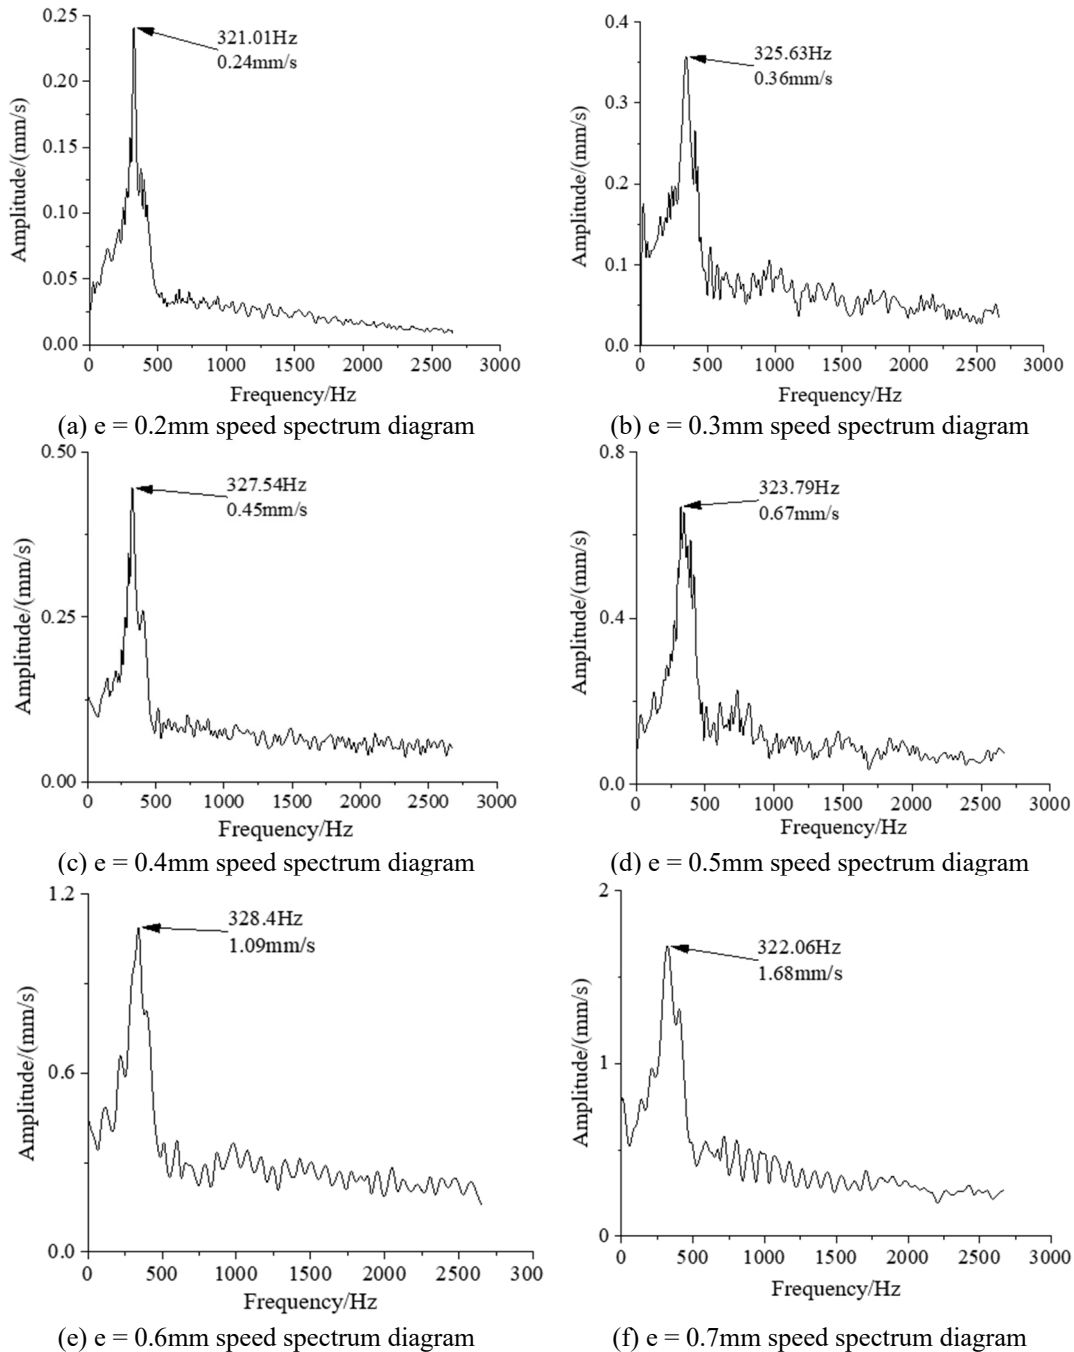 0.25
0.20
0.15
0.10
0.05
0.00
Amplitude/(mm/s)
321.01Hz
0.24mm/s
0 500 1000 1500 2000 2500 3000
Frequency/Hz
(a) e = 0.2mm speed spectrum diagram
0.4
0.3
0.2
0.1
0.0
Amplitude/(mm/s)
325.63Hz
0.36mm/s
0 500 1000 1500 2000 2500 3000
Frequency/Hz
(b) e = 0.3mm speed spectrum diagram
0.50
0.25
0.00
Amplitude/(mm/s)
327.54Hz
0.45mm/s
0 500 1000 1500 2000 2500 3000
Frequency/Hz
(c) e = 0.4mm speed spectrum diagram
0.8
0.4
0.0
Amplitude/(mm/s)
323.79Hz
0.67mm/s
0 500 1000 1500 2000 2500 3000
Frequency/Hz
(d) e = 0.5mm speed spectrum diagram
1.2
0.6
0.0
Amplitude/(mm/s)
328.4Hz
1.09mm/s
0 500 1000 1500 2000 2500 300
Frequency/Hz
(e) e = 0.6mm speed spectrum diagram
2
1
0
Amplitude/(mm/s)
322.06Hz
1.68mm/s
0 500 1000 1500 2000 2500 3000
Frequency/Hz
(f) e = 0.7mm speed spectrum diagram